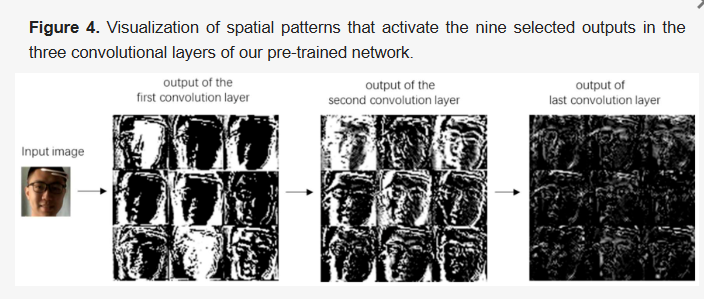 Figure 4. Visualization of spatial patterns that activate the nine selected outputs in the
three convolutional layers of our pre-trained network.
output of the
first convolution layer
output of the
second convolution layer
output of
last convolution layer
Input image